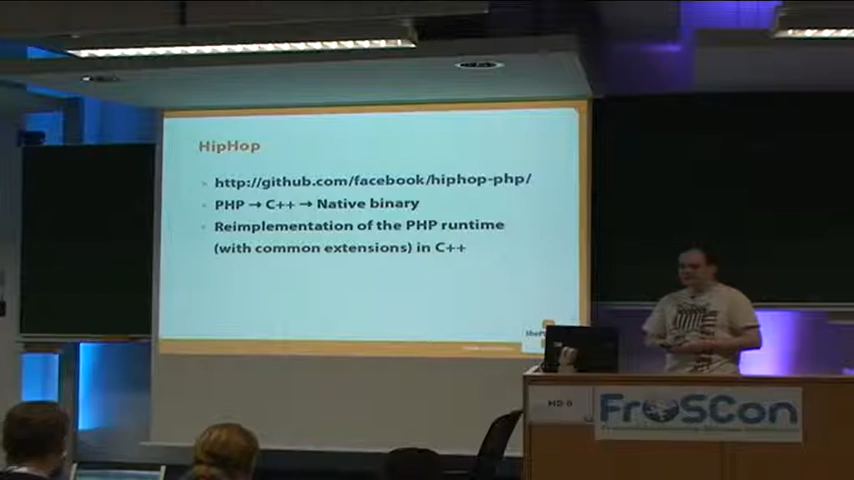 HipHop
http://github.com/facebook/hiphop-php/
PHP → C++ → Native binary
Reimplementation of the PHP runtime
(with common extensions) in C++
FrOSCon